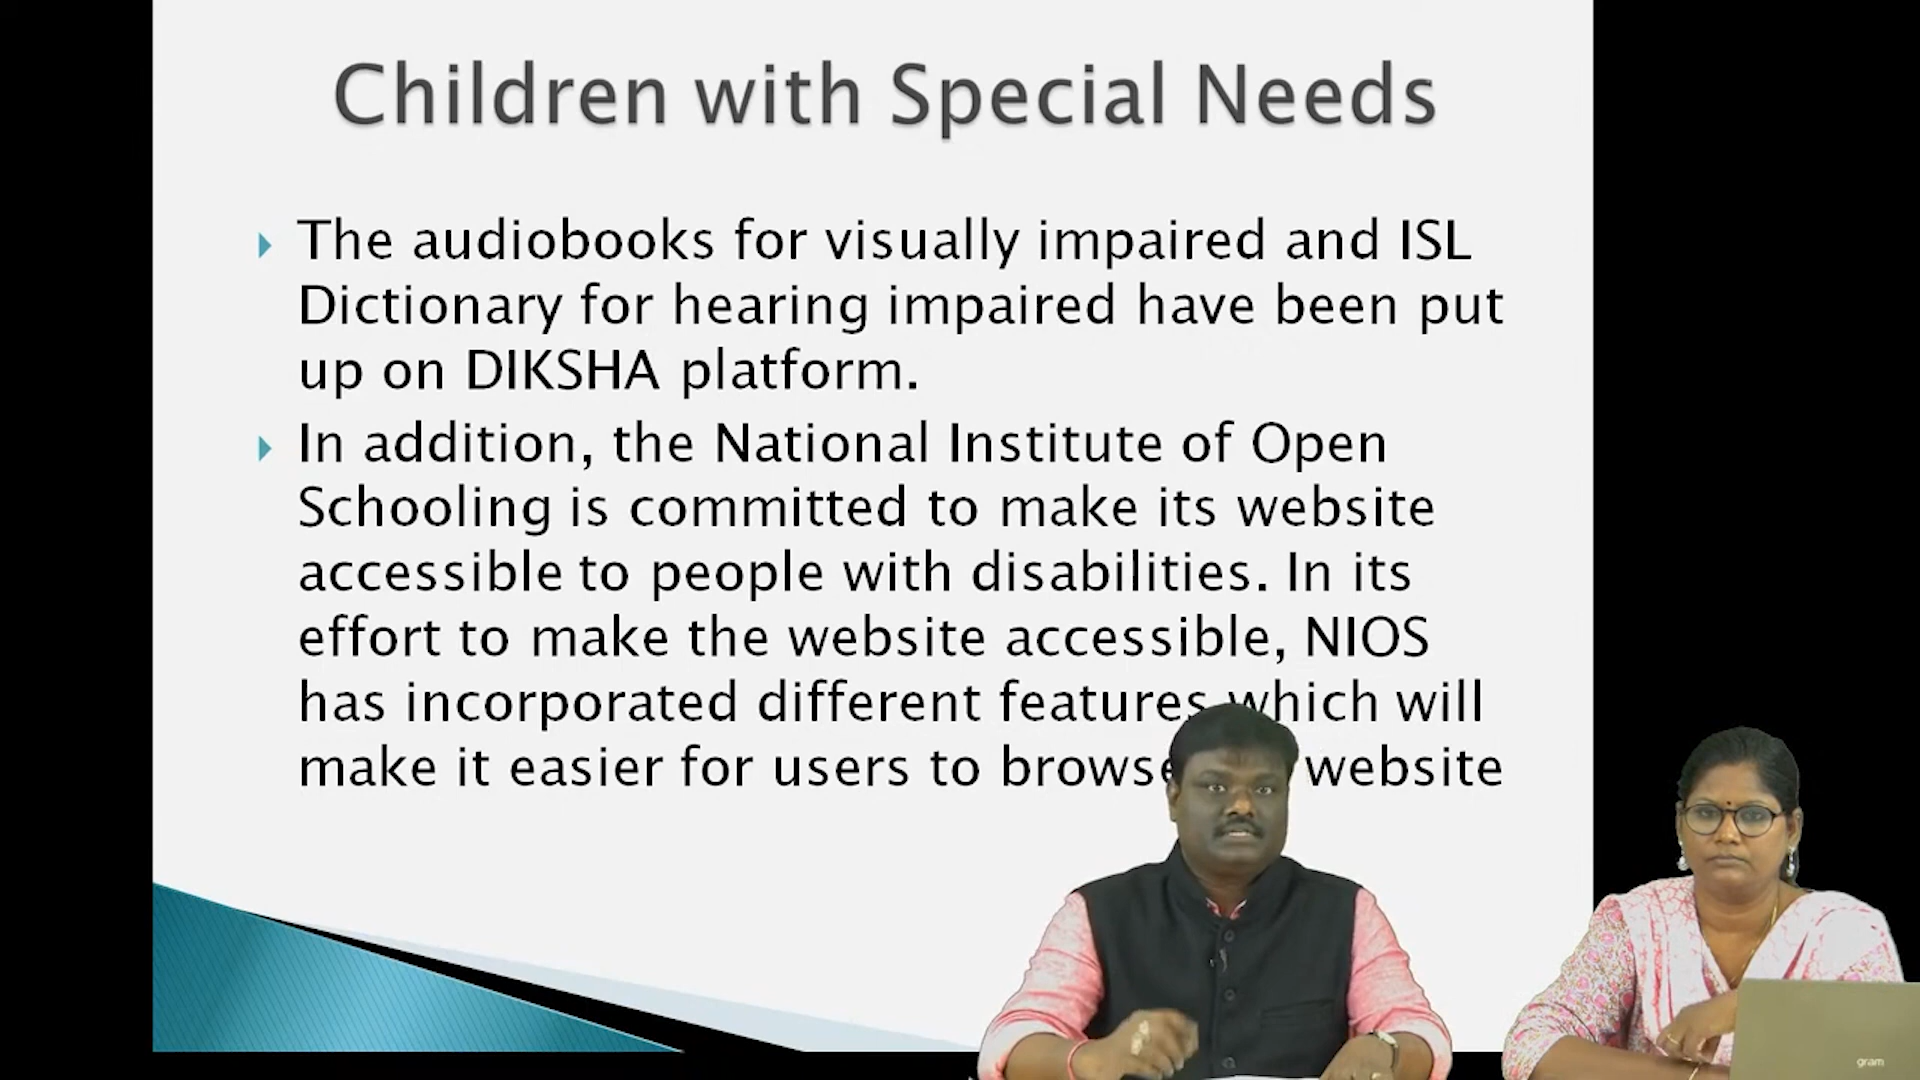 Children with Special Needs
The audiobooks for visually impaired and ISL
Dictionary for hearing impaired have been put
up on DIKSHA platform.
In addition, the National Institute of Open
Schooling is committed to make its website
accessible to people with disabilities. In its
effort to make the website accessible, NIOS
has incorporated different features which will
make it easier for users to browse website
gram